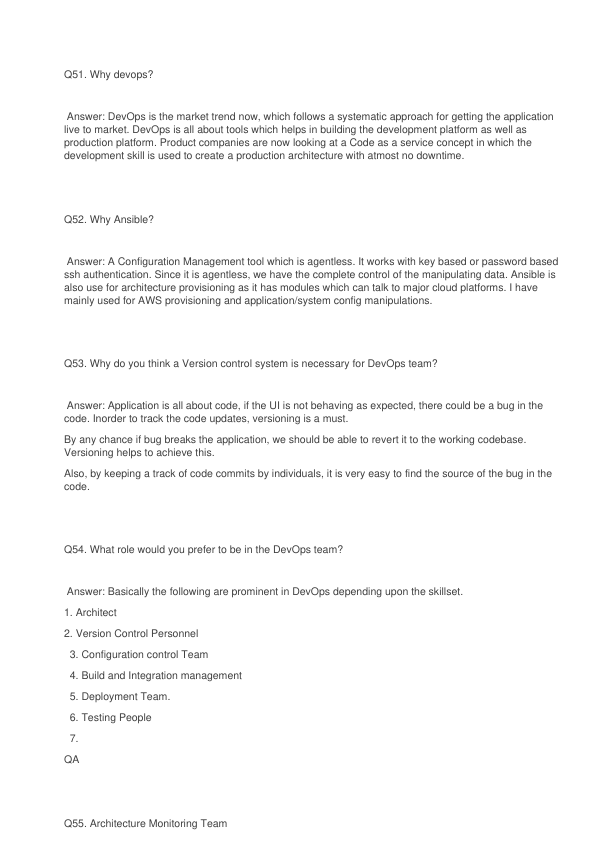 Q51. Why devops?
Answer: DevOps is the market trend now, which follows a systematic approach for getting the application
live to market. DevOps is all about tools which helps in building the development platform as well as
production platform. Product companies are now looking at a Code as a service concept in which the
development skill is used to create a production architecture with atmost no downtime.
Q52. Why Ansible?
Answer: A Configuration Management tool which is agentless. It works with key based or password based
ssh authentication. Since it is agentless, we have the complete control of the manipulating data. Ansible is
also use for architecture provisioning as it has modules which can talk to major cloud platforms. I have
mainly used for AWS provisioning and application/system config manipulations.
Q53. Why do you think a Version control system is necessary for DevOps team?
Answer: Application is all about code, if the UI is not behaving as expected, there could be a bug in the
code. Inorder to track the code updates, versioning is a must.
By any chance if bug breaks the application, we should be able to revert it to the working codebase.
Versioning helps to achieve this.
Also, by keeping a track of code commits by individuals, it is very easy to find the source of the bug in the
code.
Q54. What role would you prefer to be in the DevOps team?
Answer: Basically the following are prominent in DevOps depending upon the skillset.
1. Architect
2. Version Control Personnel
3. Configuration control Team
4. Build and Integration management
5. Deployment Team.
6. Testing People
7.
QA
Q55. Architecture Monitoring Team